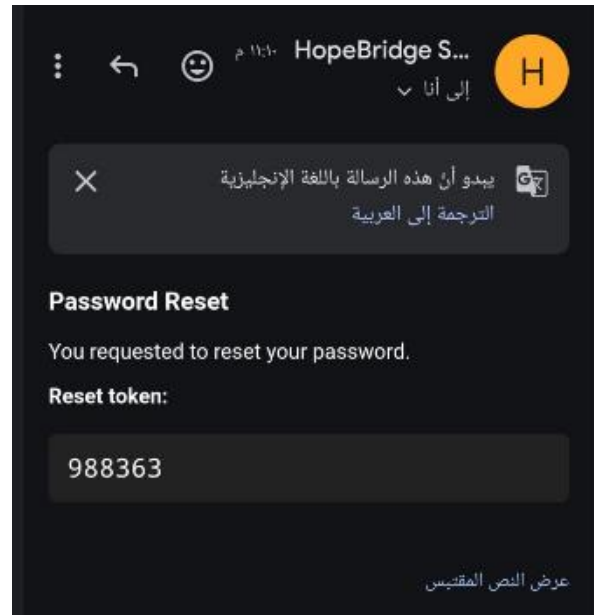 HopeBridge S... ١١:١٠ م
إلى أنا
H
يبدو أن هذه الرسالة باللغة الإنجليزية
الترجمة إلى العربية
Password Reset
You requested to reset your password.
Reset token:
988363
عرض النص المقتبس